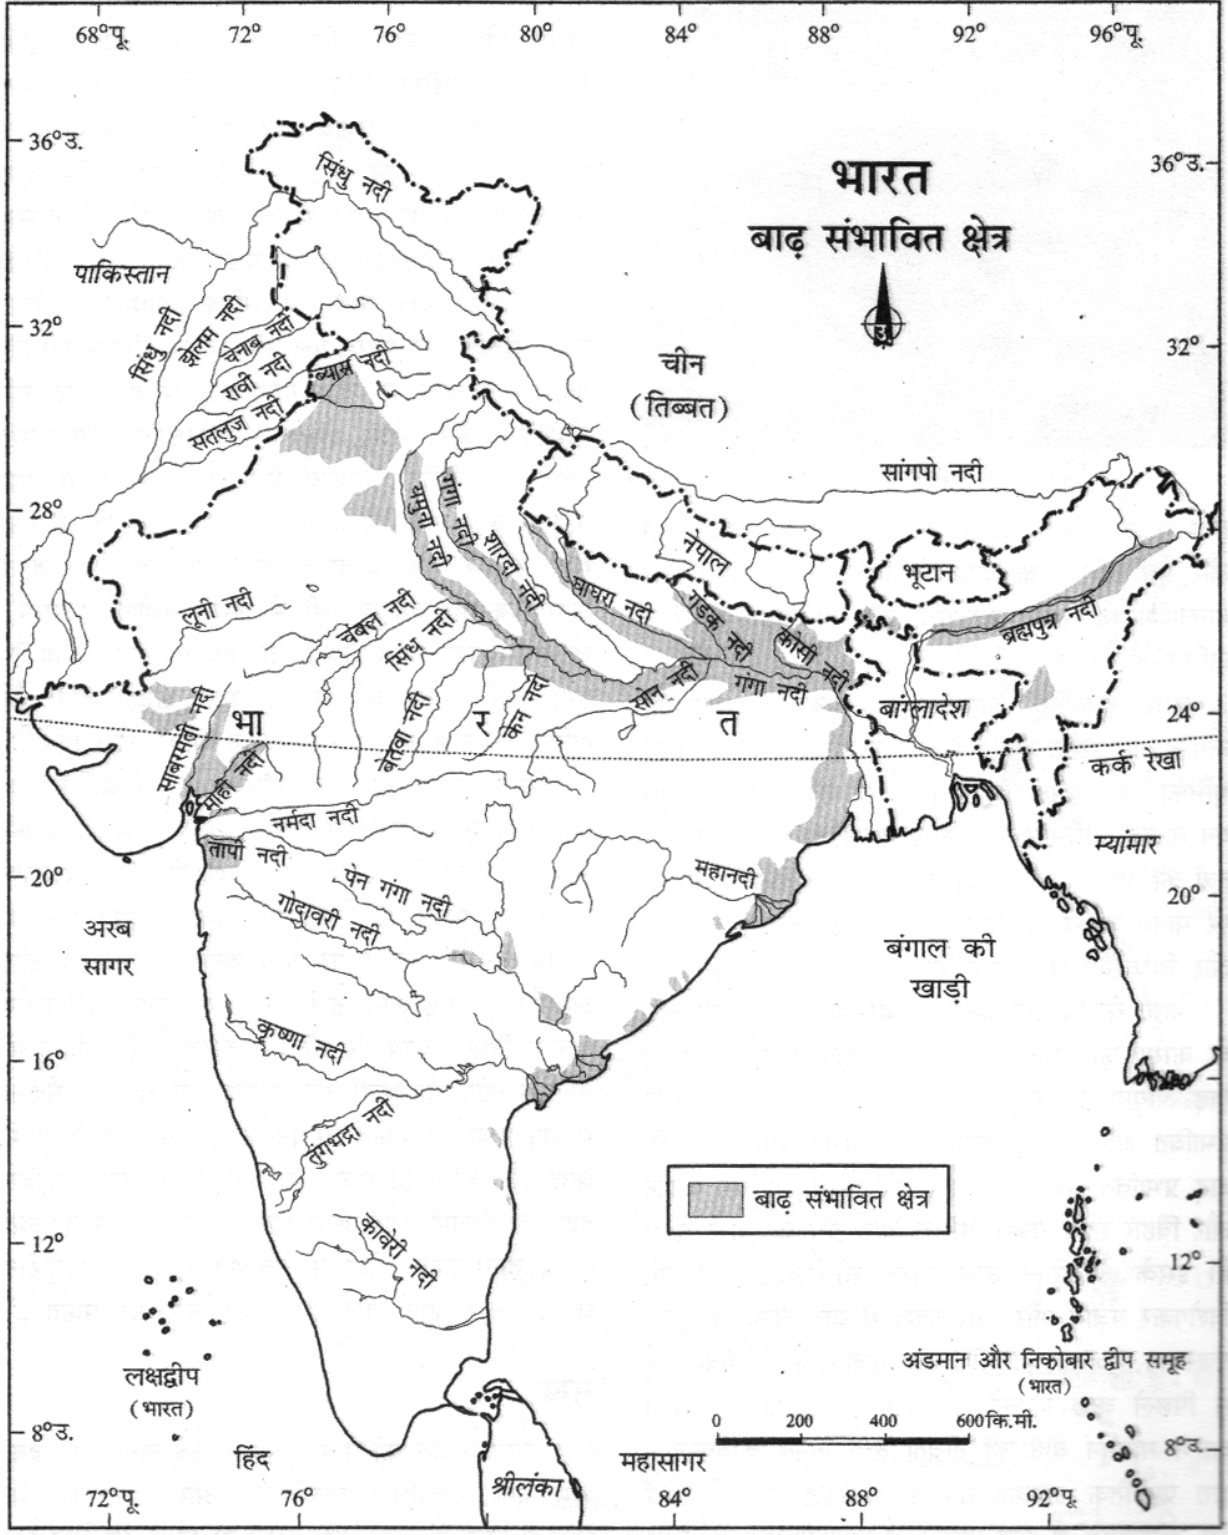 68°पू.
72°
76°
80°
84°
88°
92°
96°पू.
36°उ.
36°उ.
भारत
बाढ़ संभावित क्षेत्र
सिंधु नदी
पाकिस्तान
32°
32°
सिंधु नदी
झेलम नदी
चनाब नदी
रावी नदी
ब्यास नदी
सतलुज नदी
चीन
(तिब्बत)
सांगपो नदी
28°
यमुना नदी
गंगा नदी
शारदा नदी
नेपाल
भूटान
घाघरा नदी
गंडक नदी
कोसी नदी
ब्रह्मपुत्र नदी
लूनी नदी
चंबल नदी
सिंध नदी
बेतवा नदी
केन नदी
सोन नदी
गंगा नदी
बांग्लादेश
24°
साबरमती नदी
भा
र
त
कर्क रेखा
माही नदी
नर्मदा नदी
तापी नदी
म्यांमार
20°
20°
पेन गंगा नदी
महानदी
गोदावरी नदी
अरब
सागर
बंगाल की
खाड़ी
कृष्णा नदी
16°
तुंगभद्रा नदी
बाढ़ संभावित क्षेत्र
कावेरी नदी
12°
12°
लक्षद्वीप
(भारत)
अंडमान और निकोबार द्वीप समूह
(भारत)
0 200 400 600 कि.मी.
8°उ.
8°उ.
हिंद
महासागर
श्रीलंका
72°पू.
76°
84°
88°
92°पू.